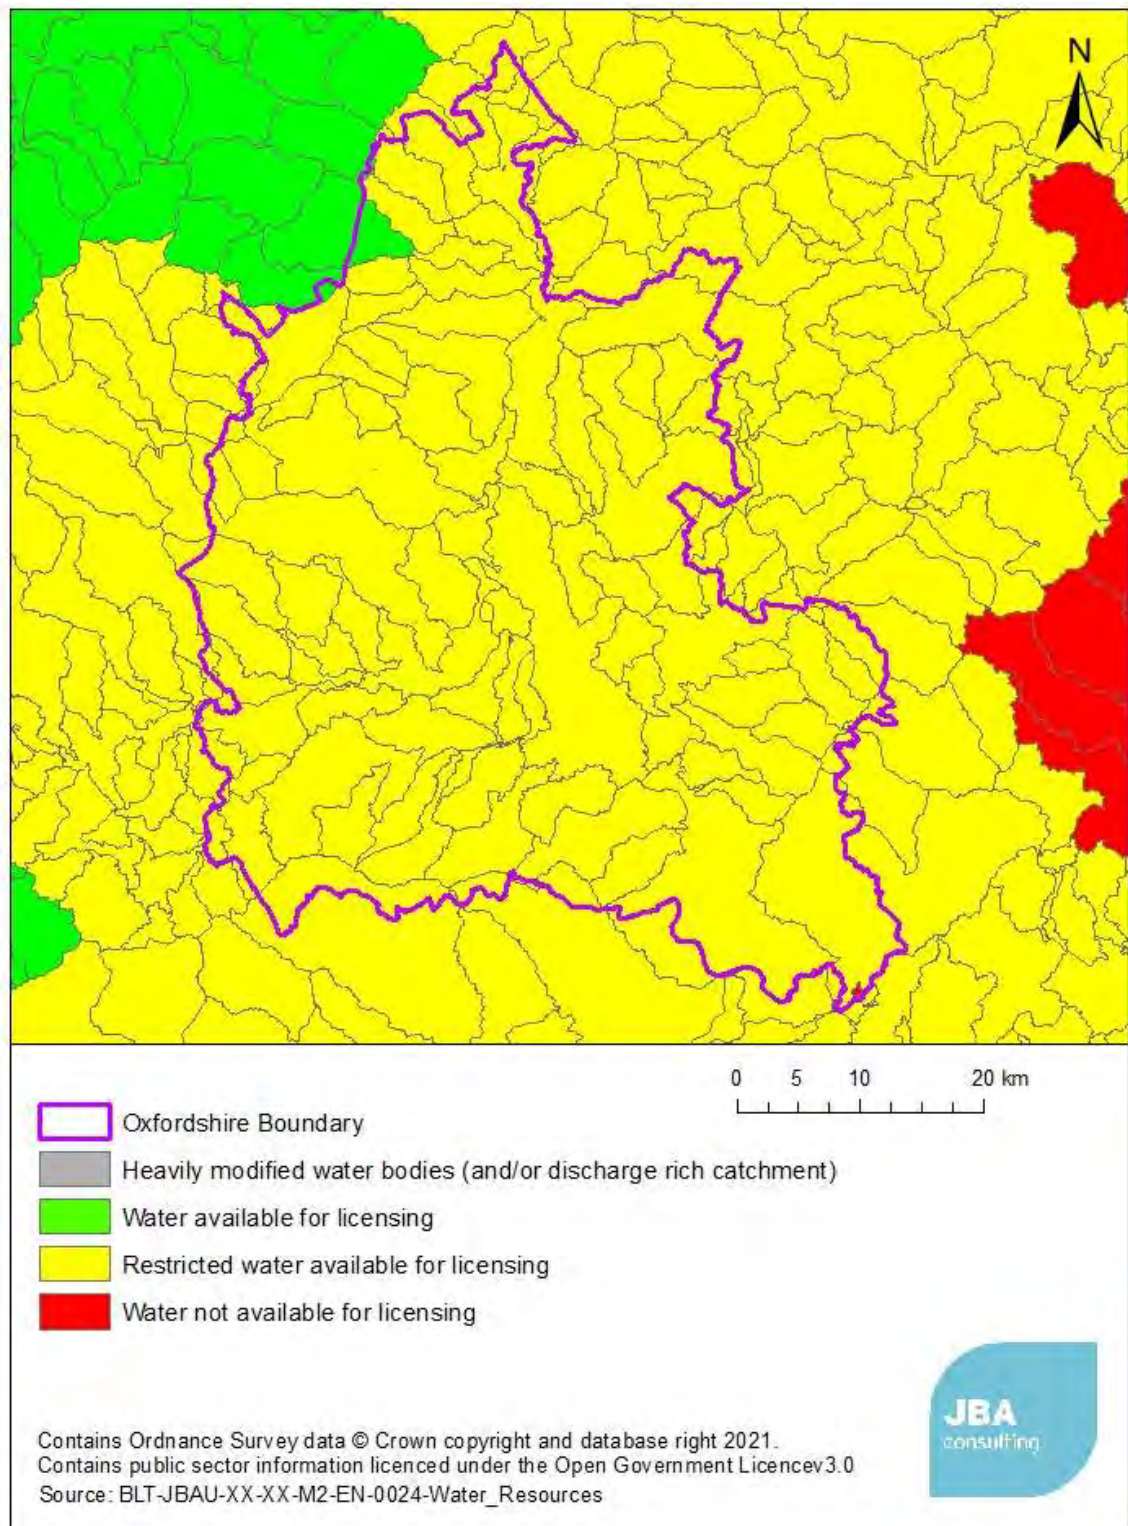 N
0 5 10 20 km
Oxfordshire Boundary
Heavily modified water bodies (and/or discharge rich catchment)
Water available for licensing
Restricted water available for licensing
Water not available for licensing
JBA
consulting
Contains Ordnance Survey data © Crown copyright and database right 2021.
Contains public sector information licenced under the Open Government Licencev3.0
Source: BLT-JBAU-XX-XX-M2-EN-0024-Water_Resources